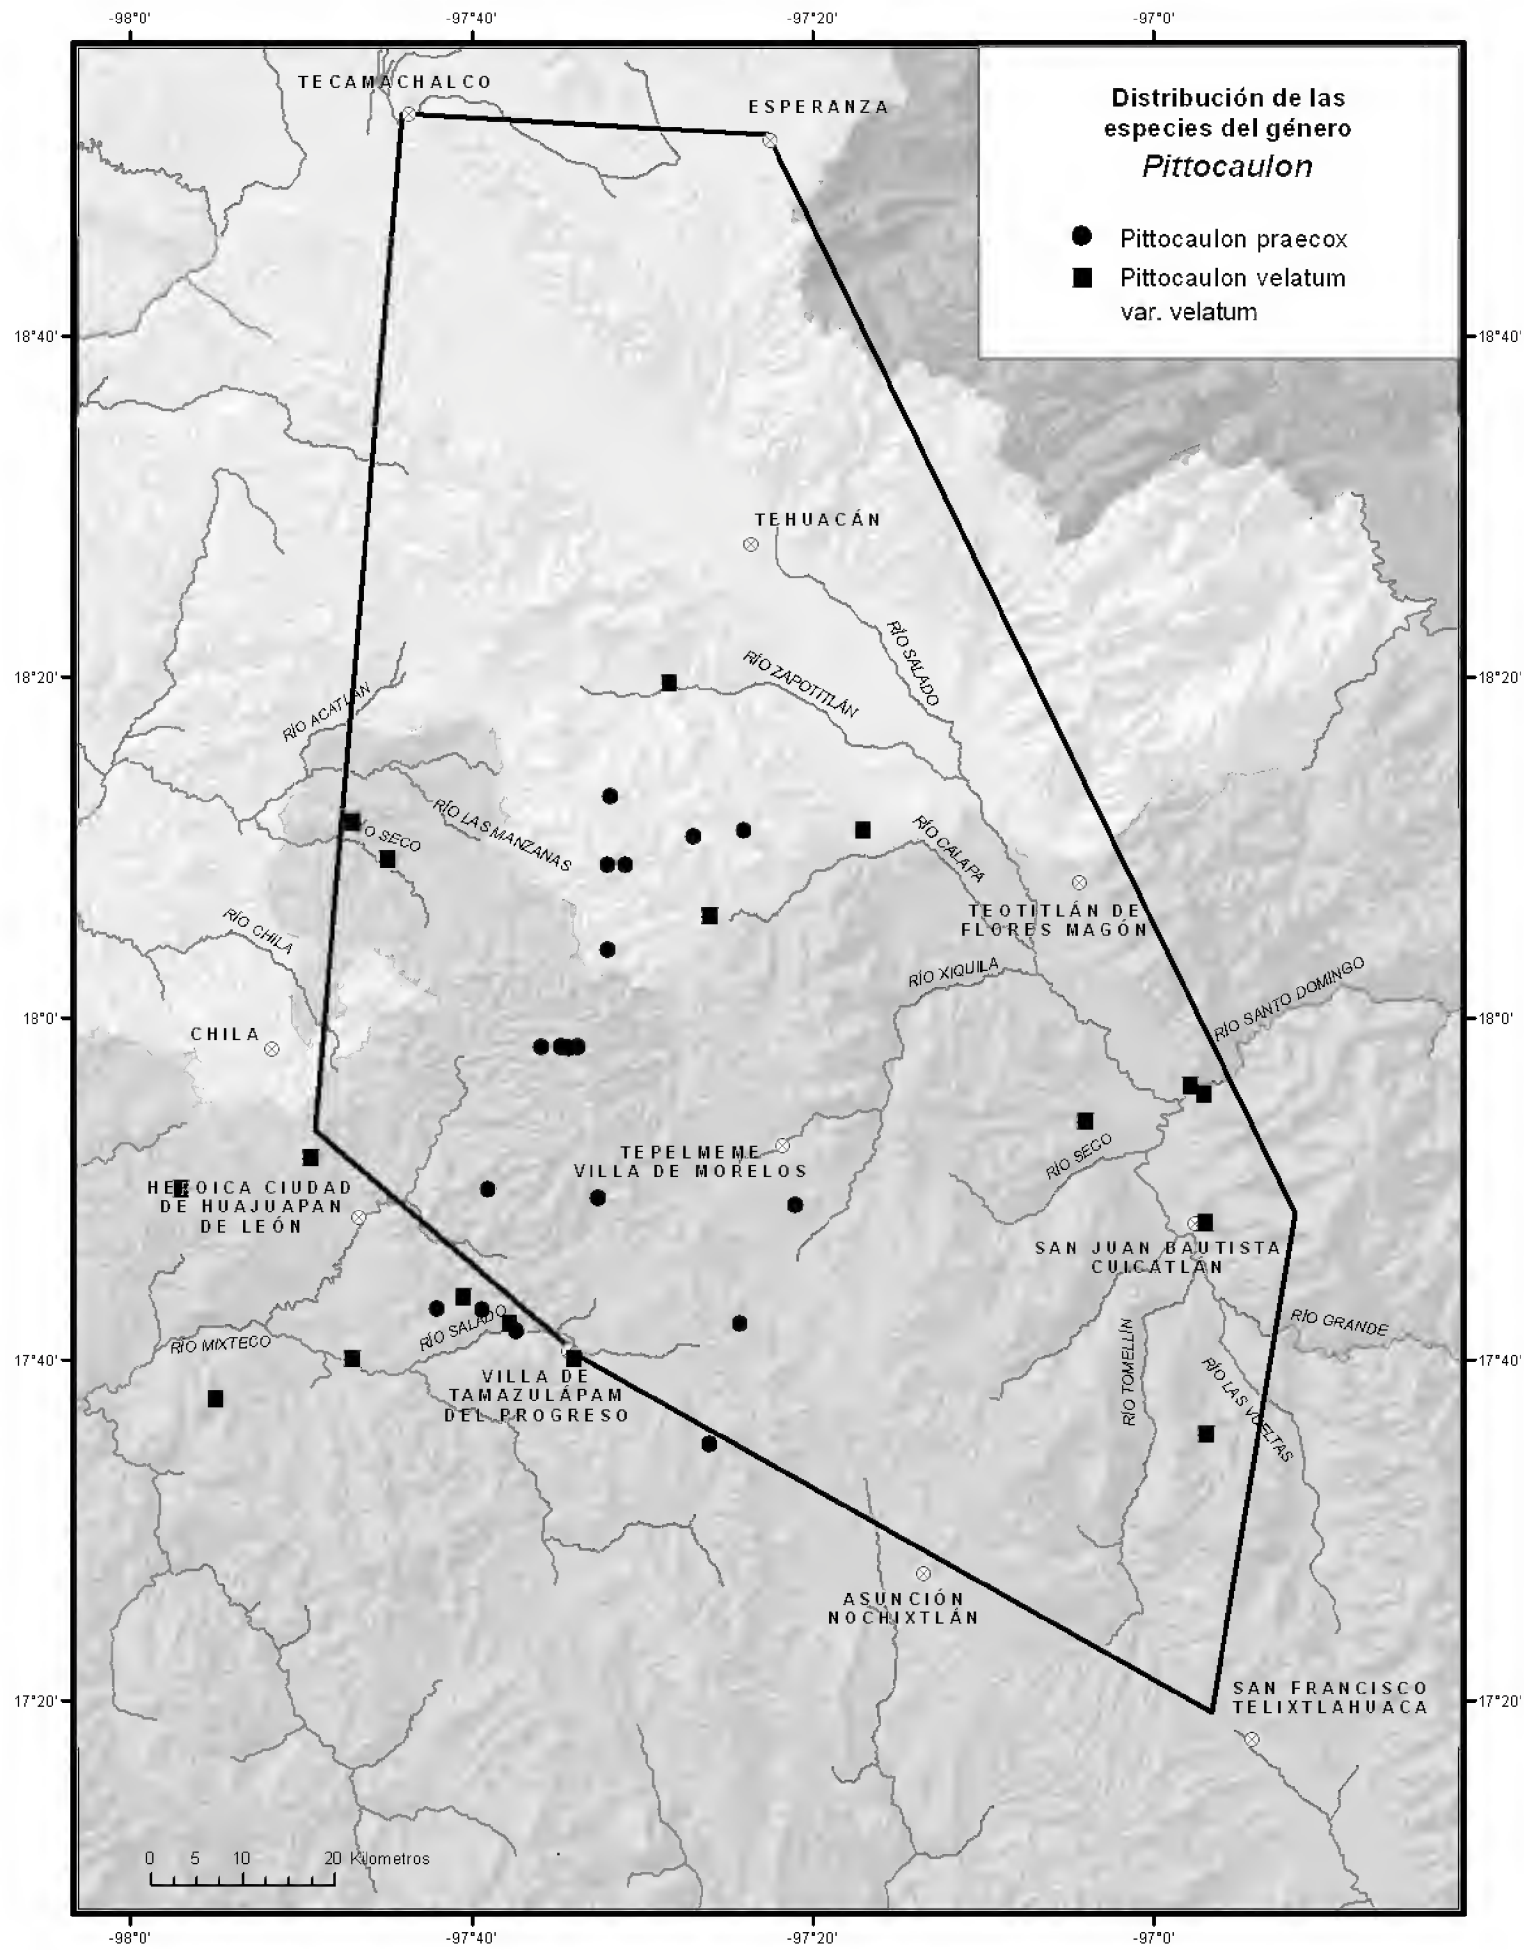 -98°0'
-97°40'
-97°20'
-97°0'
TECAMACHALCO
ESPERANZA
Distribución de las
especies del género
Pittocaulon
Pittocaulon praecox
Pittocaulon velatum
var. velatum
18°40'
18°40'
TEHUACÁN
RÍO SALADO
RÍO ZAPOTITLÁN
18°20'
18°20'
RÍO ACATLÁN
RÍO LAS MANZANAS
O SECO
RÍO CALAPA
TEOTITLÁN DE
FLORES MAGÓN
RÍO CHILA
RÍO XIQUILA
RÍO SANTO DOMINGO
18°0'
18°0'
CHILA
TEPELMEME
VILLA DE MORELOS
RÍO SECO
HEROICA CIUDAD
DE HUAJUAPAN
DE LEÓN
SAN JUAN BAUTISTA
CUICATLÁN
RÍO SALADO
RÍO MIXTECO
RÍO GRANDE
17°40'
17°40'
RÍO TOMELLÍN
RÍO LAS VUELTAS
VILLA DE
TAMAZULÁPAM
DEL PROGRESO
ASUNCIÓN
NOCHIXTLÁN
17°20'
17°20'
SAN FRANCISCO
TELIXTLAHUACA
0 5 10 20 Kilometros
-98°0'
-97°40'
-97°20'
-97°0'